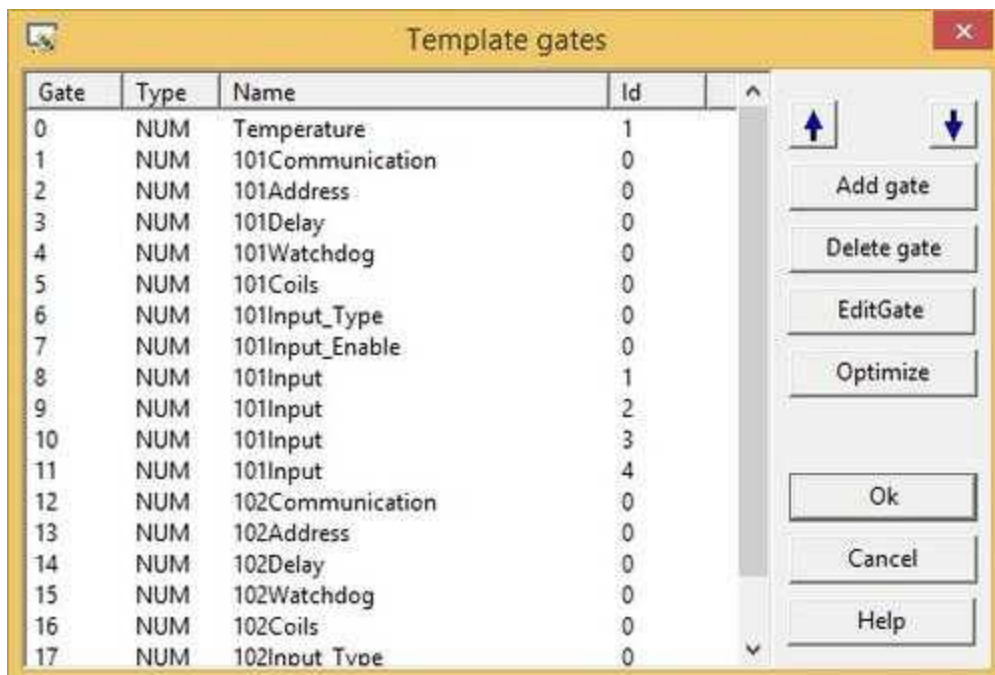 Template gates
Gate Type Name Id
0 NUM Temperature 1
1 NUM 101Communication 0
2 NUM 101Address 0
3 NUM 101Delay 0
4 NUM 101Watchdog 0
5 NUM 101Coils 0
6 NUM 101Input_Type 0
7 NUM 101Input_Enable 0
8 NUM 101Input 1
9 NUM 101Input 2
10 NUM 101Input 3
11 NUM 101Input 4
12 NUM 102Communication 0
13 NUM 102Address 0
14 NUM 102Delay 0
15 NUM 102Watchdog 0
16 NUM 102Coils 0
17 NUM 102Input_Type 0
Add gate
Delete gate
EditGate
Optimize
Ok
Cancel
Help